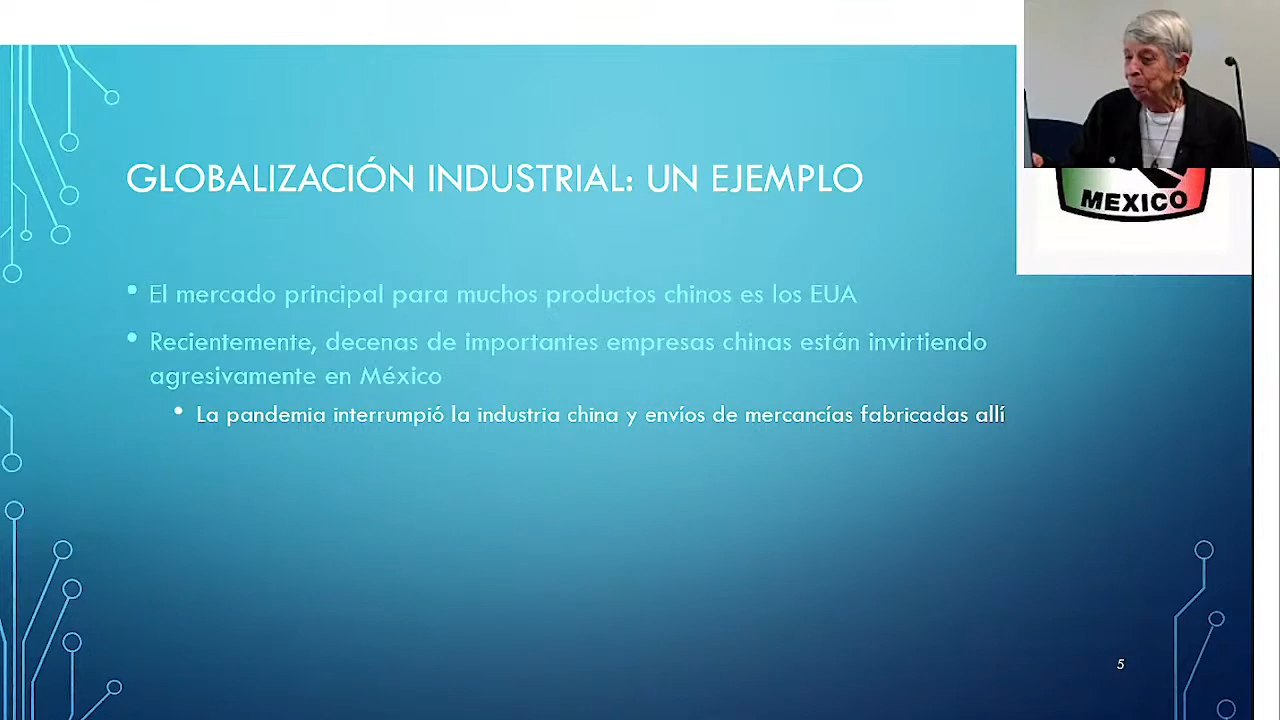 GLOBALIZACIÓN INDUSTRIAL: UN EJEMPLO
MEXICO
• El mercado principal para muchos productos chinos es los EUA
• Recientemente, decenas de importantes empresas chinas están invirtiendo
agresivamente en México
• La pandemia interrumpió la industria china y envíos de mercancías fabricadas allí
5